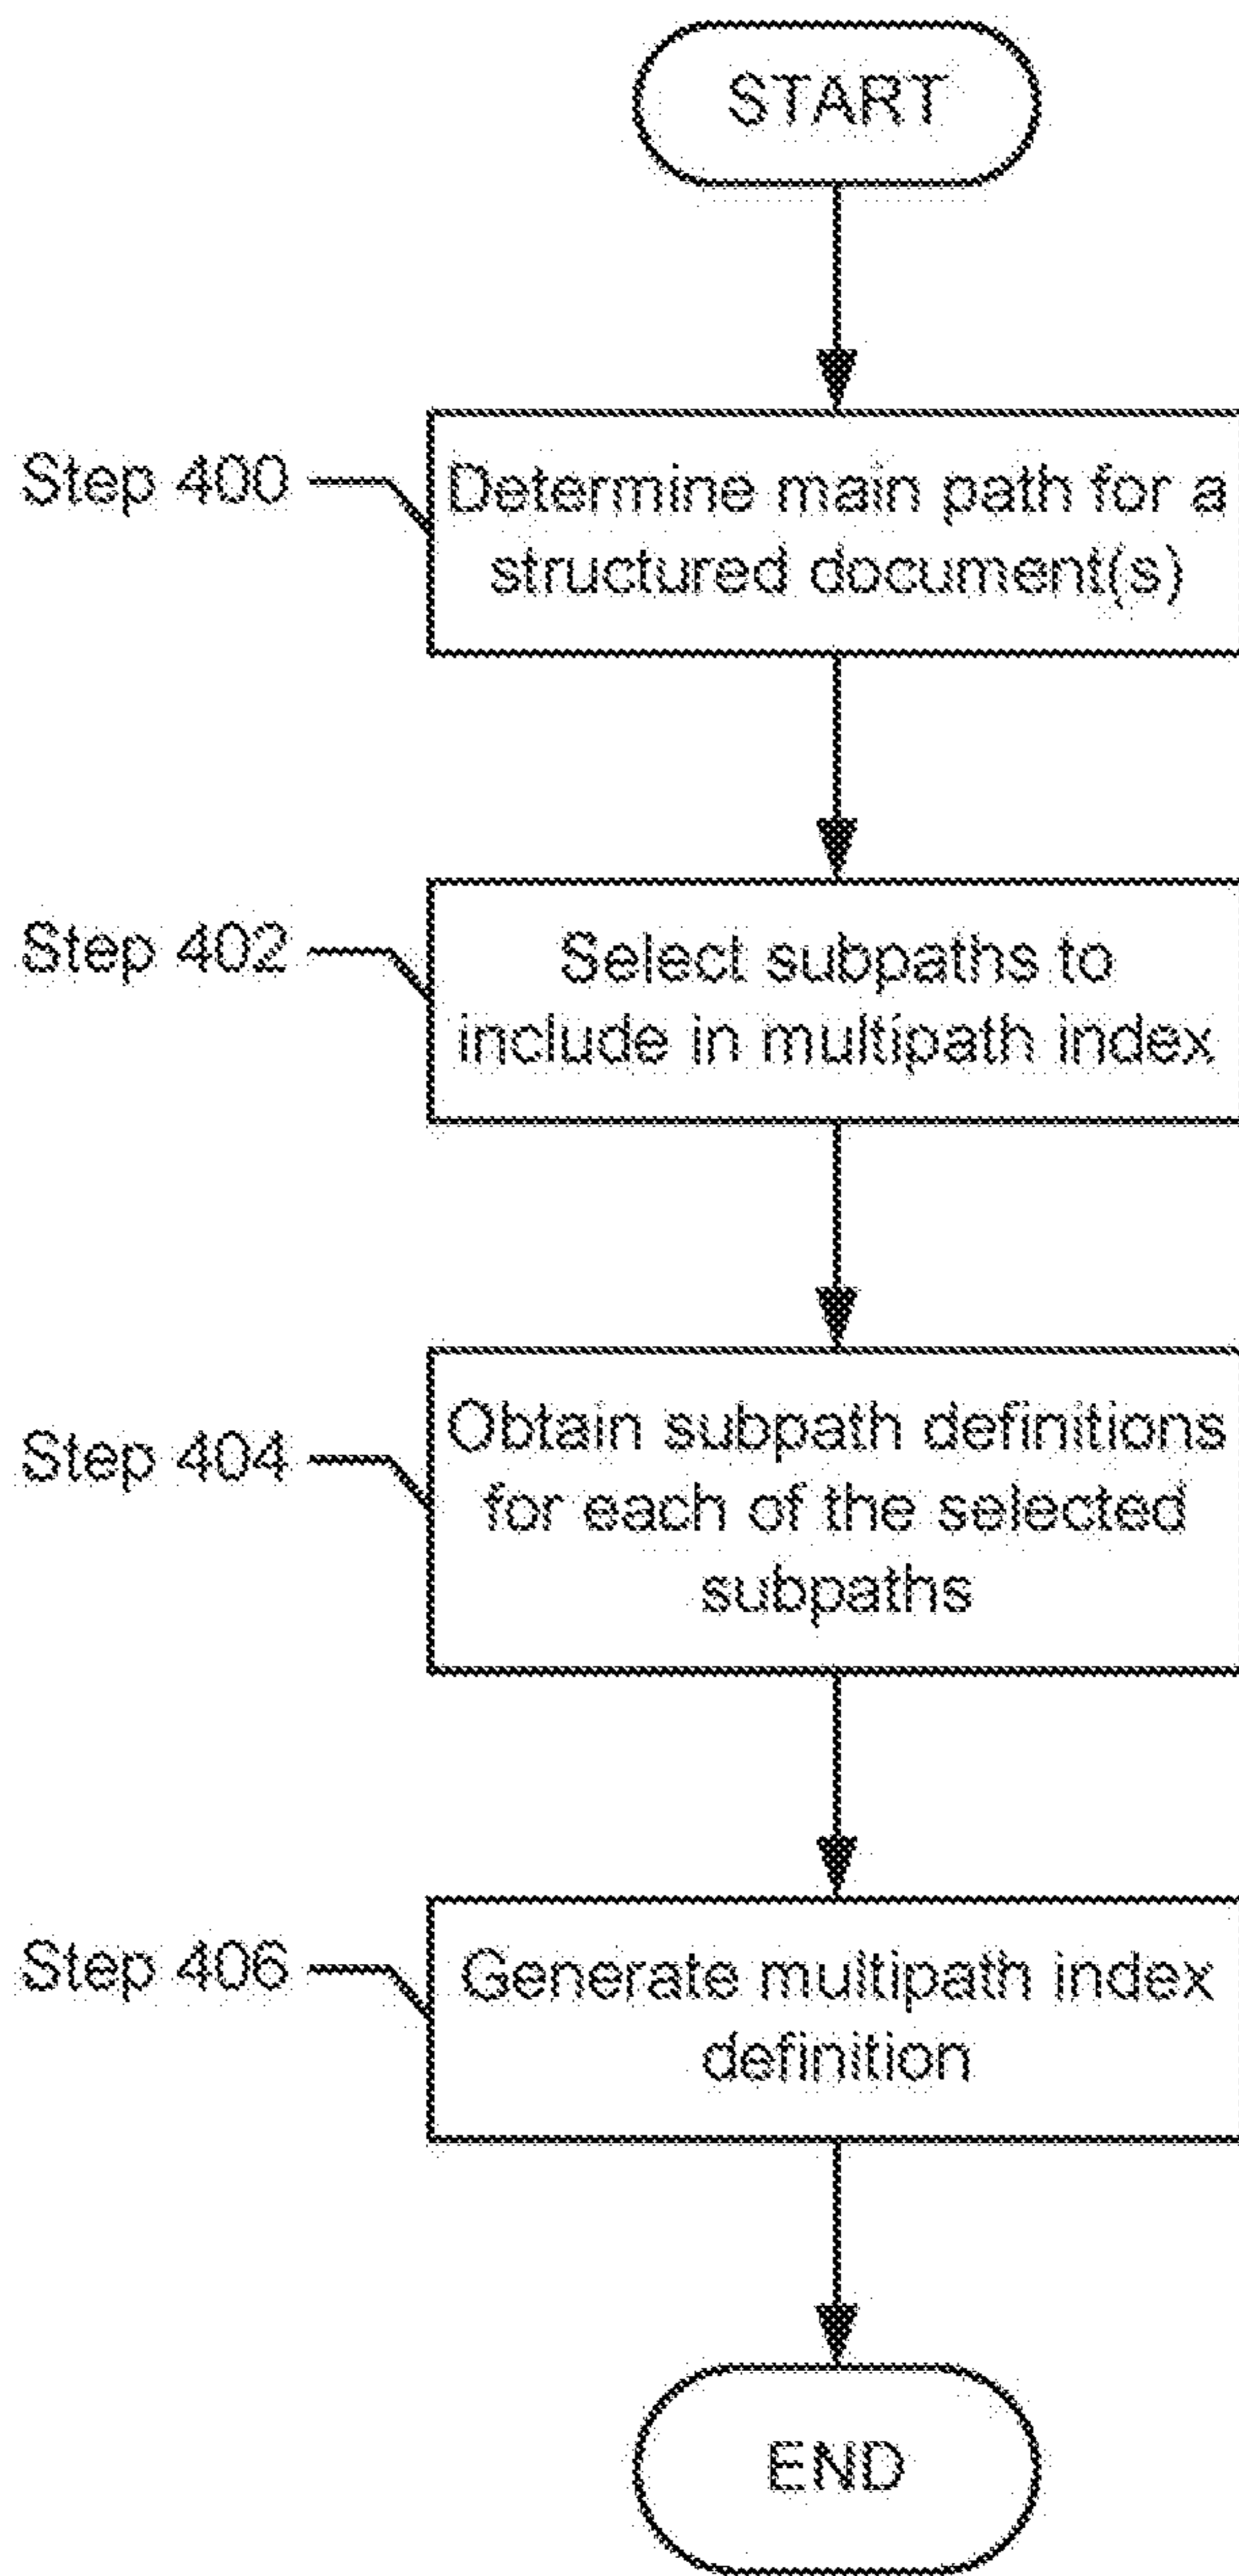 START
Step 400
Determine main path for a
structured document(s)
Step 402
Select subpaths to
include in multipath index
Step 404
Obtain subpath definitions
for each of the selected
subpaths
Step 406
Generate multipath index
definition
END